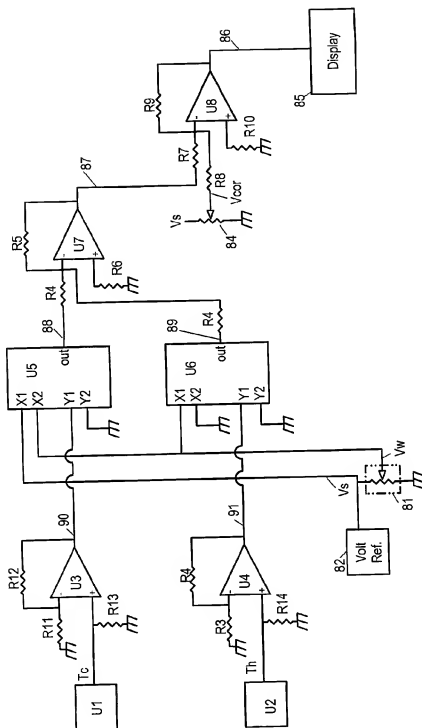 86
Display
85
R9
U8
-
+
R10
R7
R8
Vcor
Vs
84
87
R5
U7
-
+
R6
R4
88
89
R4
U5
out
X1
X2
Y1
Y2
U6
out
X1
X2
Y1
Y2
Vw
Vs
81
82
Volt
Ref.
90
91
R12
U3
-
+
R11
R13
Tc
U1
R4
U4
-
+
R3
R14
Th
U2